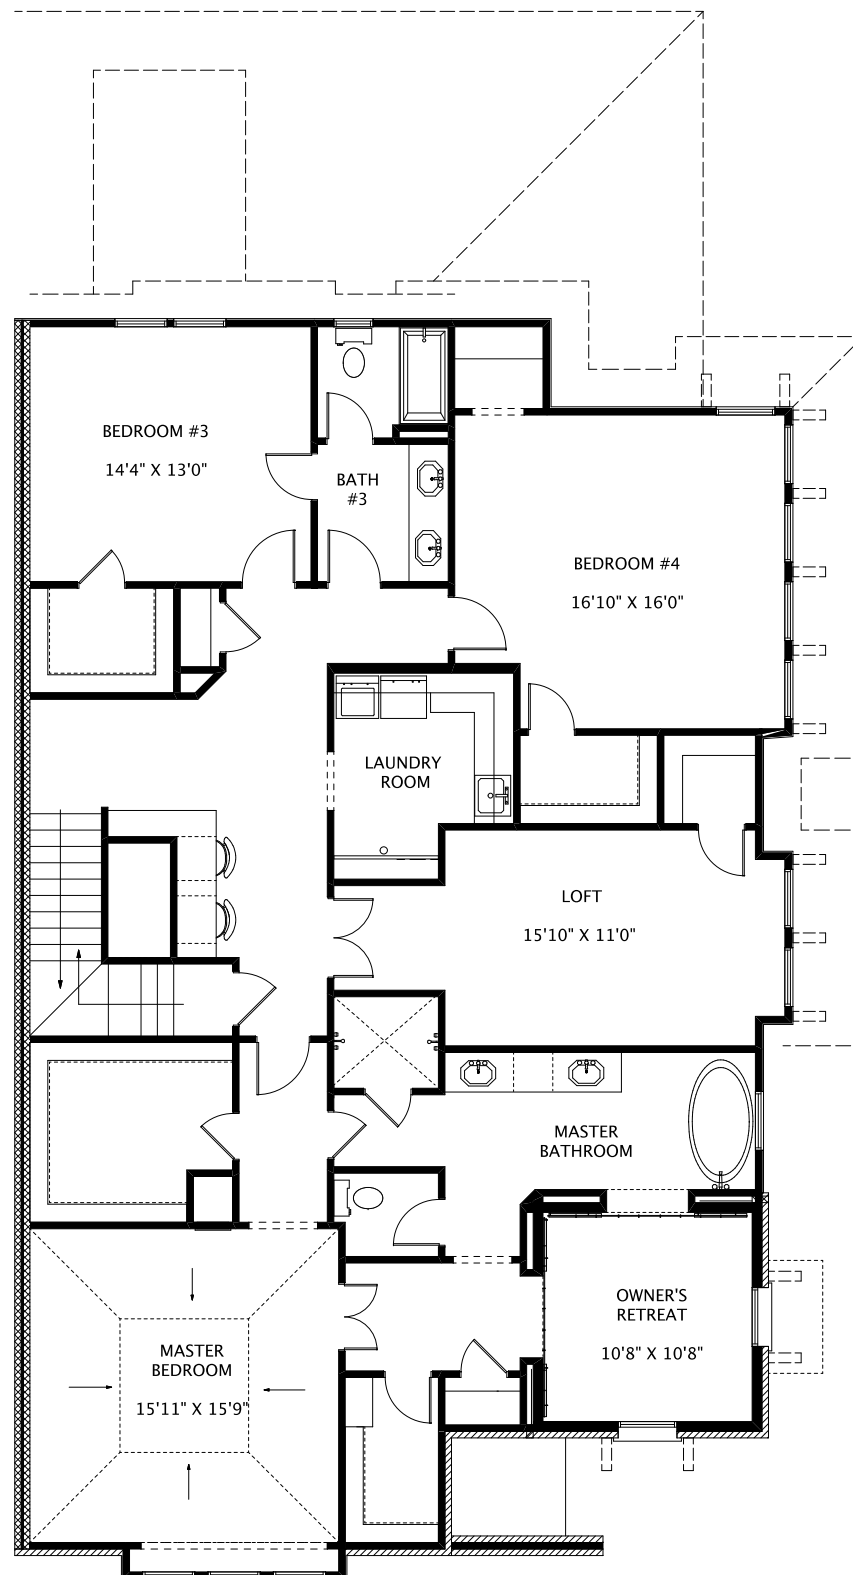 BEDROOM #3
14'4" X 13'0"
BATH
#3
BEDROOM #4
16'10" X 16'0"
LAUNDRY
ROOM
LOFT
15'10" X 11'0"
MASTER
BATHROOM
OWNER'S
RETREAT
10'8" X 10'8"
MASTER
BEDROOM
15'11" X 15'9"